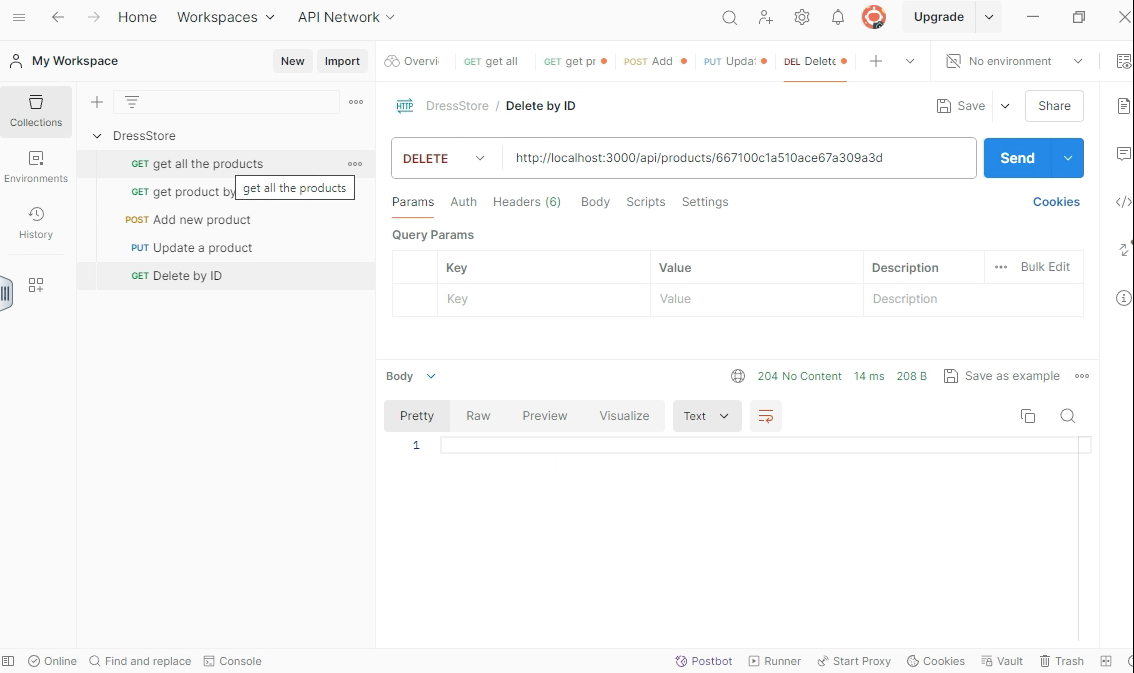 Home Workspaces API Network Upgrade
My Workspace New Import
Overvi GET get all GET get pr POST Add PUT Updat DEL Delete No environment
Collections
Environments
History
DressStore
GET get all the products
GET get product by
get all the products
POST Add new product
PUT Update a product
GET Delete by ID
HTTP DressStore / Delete by ID Save Share
DELETE http://localhost:3000/api/products/667100c1a510ace67a309a3d Send
Params Auth Headers (6) Body Scripts Settings Cookies
Query Params
Key Value Description Bulk Edit
Key Value Description
Body 204 No Content 14 ms 208 B Save as example
Pretty Raw Preview Visualize Text
1
Online Find and replace Console Postbot Runner Start Proxy Cookies Vault Trash